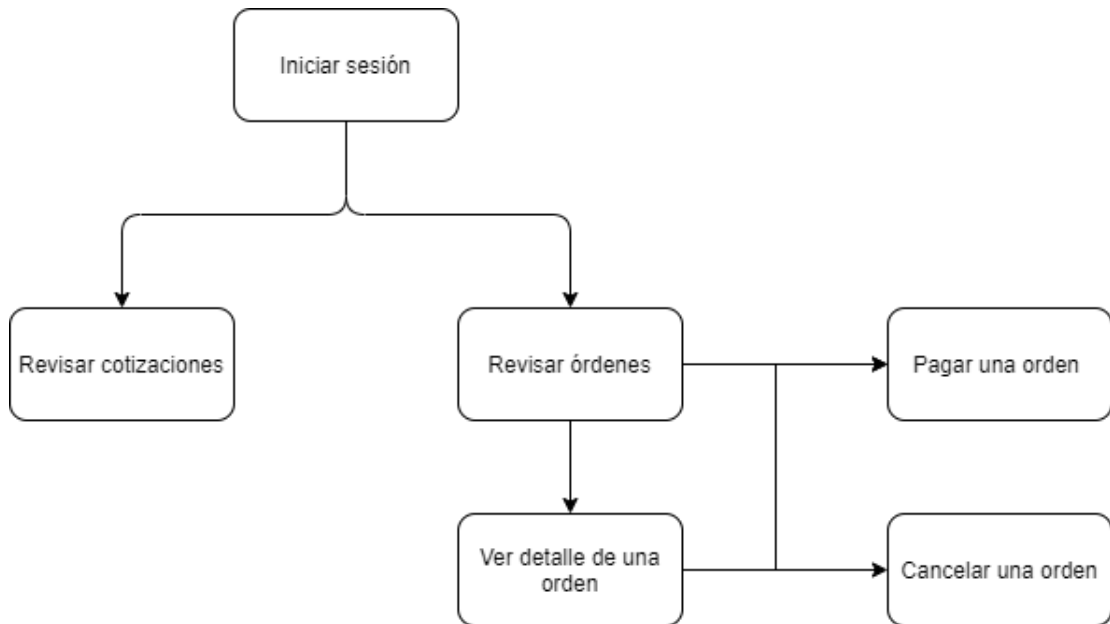 Iniciar sesión
Revisar cotizaciones
Revisar órdenes
Pagar una orden
Ver detalle de una
orden
Cancelar una orden